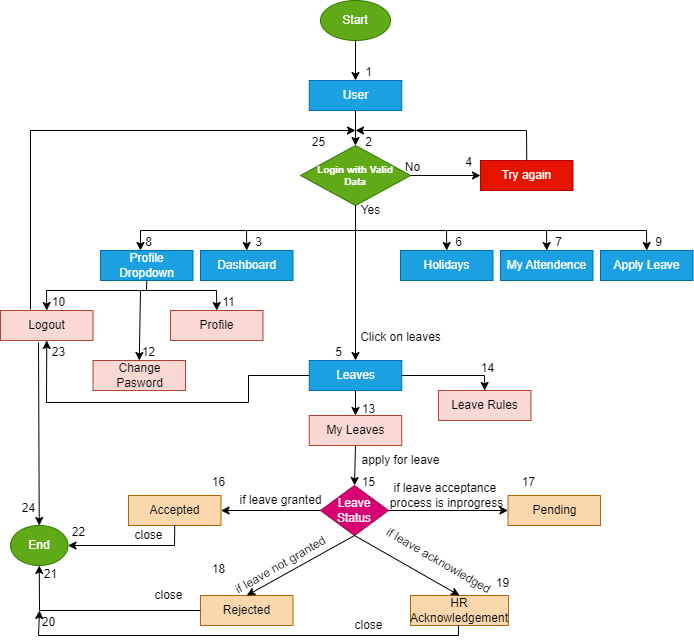 Start
1
User
25
2
Login with Valid
Data
No
4
Try again
Yes
8
Profile
Dropdown
3
Dashboard
6
Holidays
7
My Attendence
9
Apply Leave
10
Logout
11
Profile
23
12
Change
Pasword
Click on leaves
5
Leaves
14
Leave Rules
13
My Leaves
apply for leave
16
Accepted
if leave granted
15
Leave
Status
if leave acceptance
process is inprogress
17
Pending
24
End
22
close
21
18
if leave not granted
Rejected
close
if leave acknowledged
19
HR
Acknowledgement
20
close